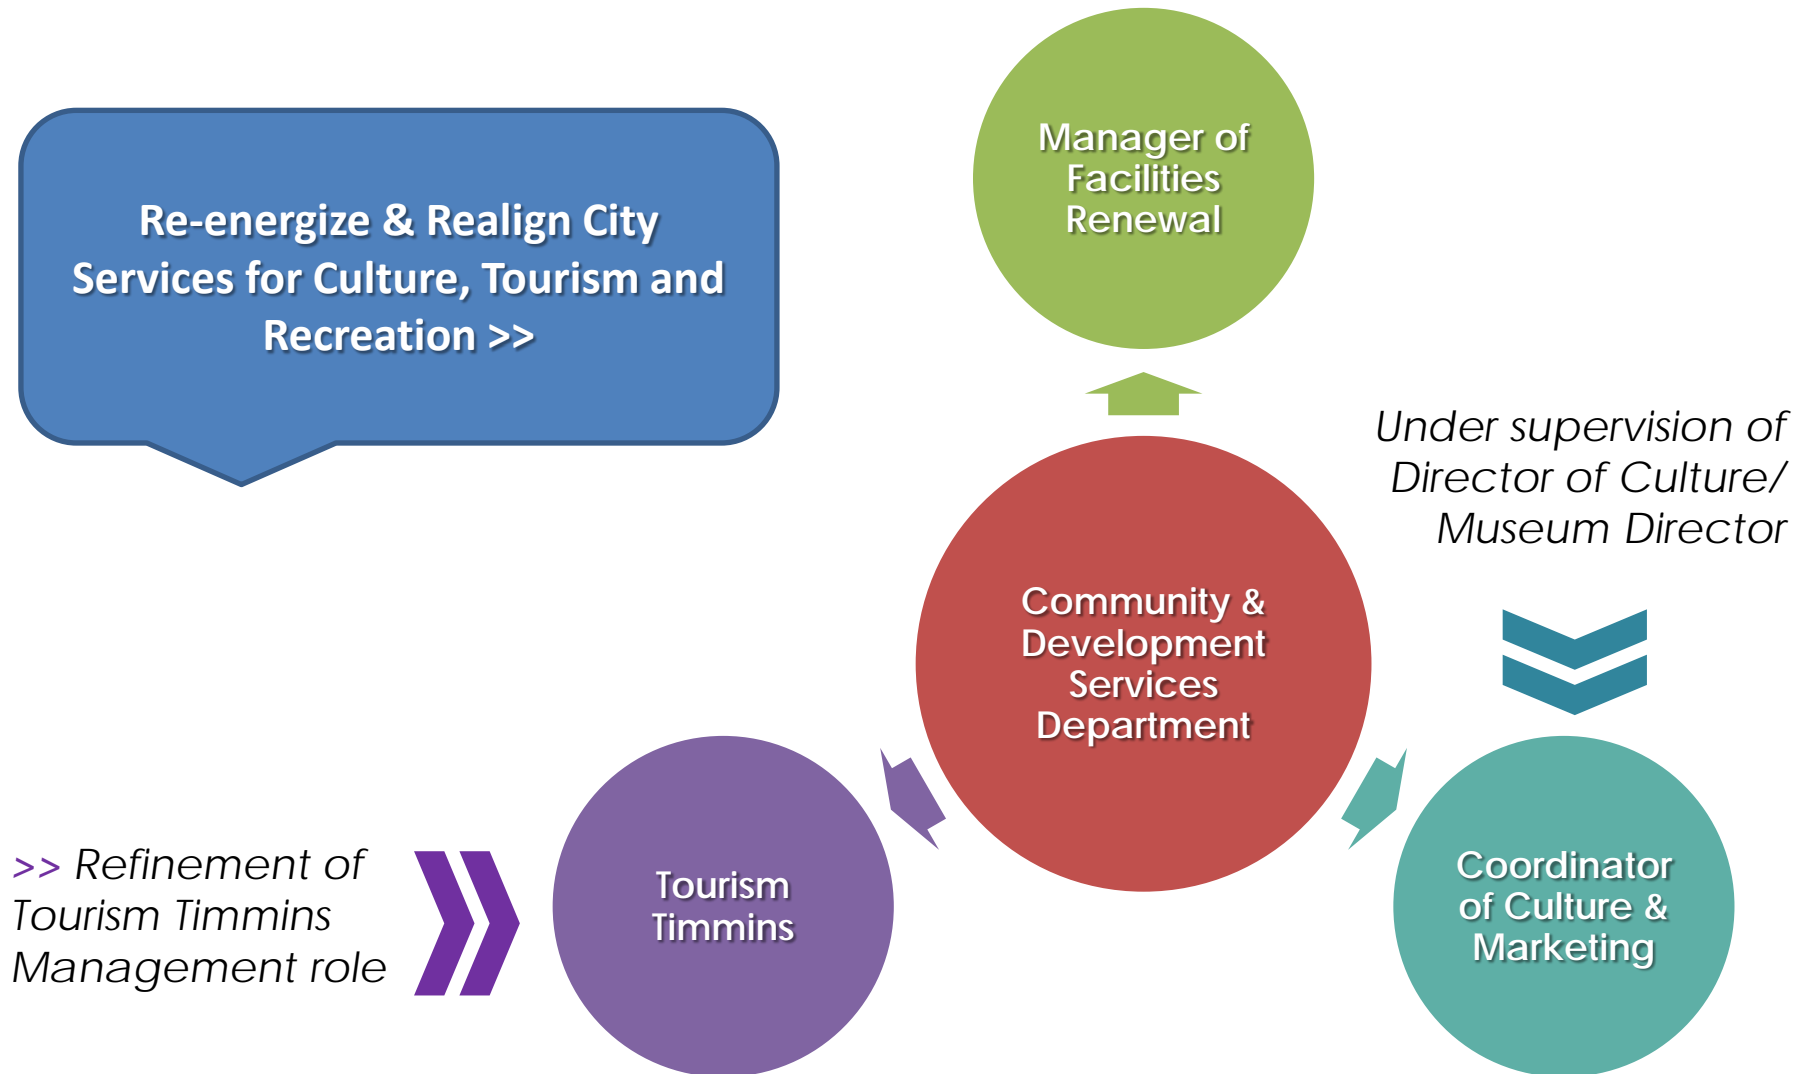 Re-energize & Realign City
Services for Culture, Tourism and
Recreation >>
Manager of
Facilities
Renewal
Under supervision of
Director of Culture/
Museum Director
Community &
Development
Services
Department
>> Refinement of
Tourism Timmins
Management role
Tourism
Timmins
Coordinator
of Culture &
Marketing